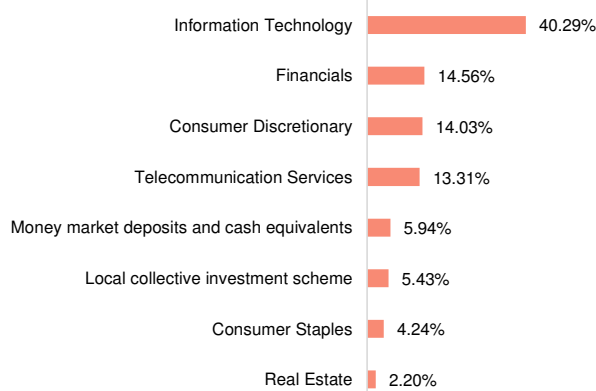 Information Technology 40.29%
Financials 14.56%
Consumer Discretionary 14.03%
Telecommunication Services 13.31%
Money market deposits and cash equivalents 5.94%
Local collective investment scheme 5.43%
Consumer Staples 4.24%
Real Estate 2.20%